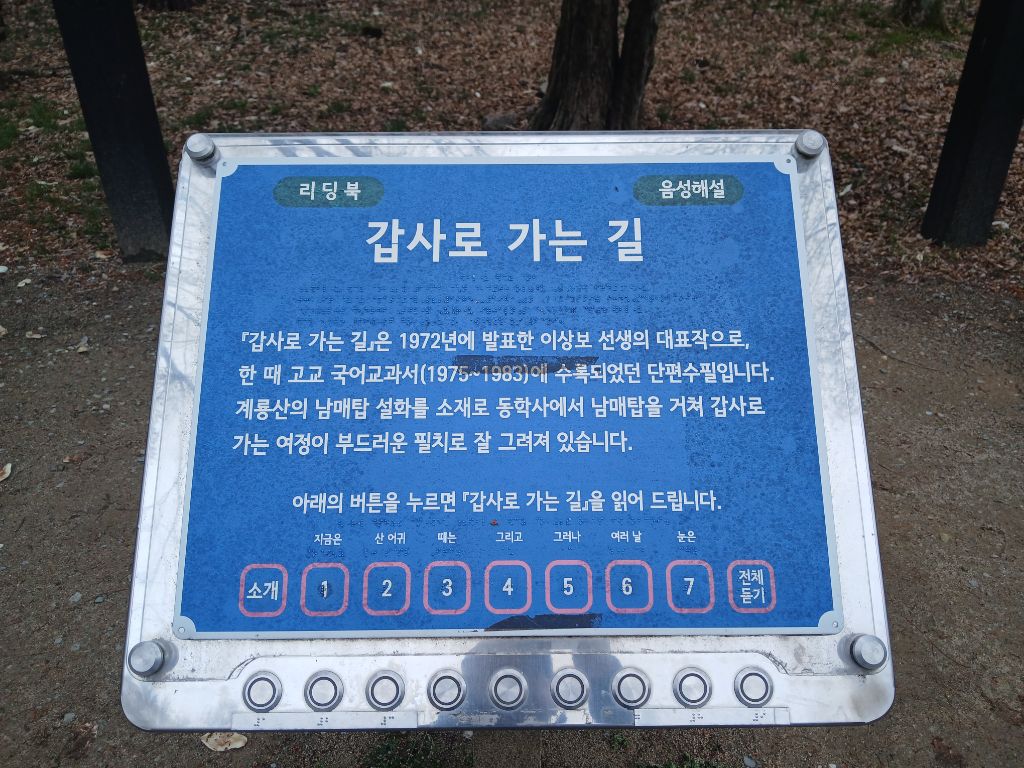 리딩북
음성해설
갑사로 가는 길
『갑사로 가는 길』은 1972년에 발표한 이상보 선생의 대표작으로,
한 때 고교 국어교과서(1975~1983)에 수록되었던 단편수필입니다.
계룡산의 남매탑 설화를 소재로 동학사에서 남매탑을 거쳐 갑사로
가는 여정이 부드러운 필치로 잘 그려져 있습니다.
아래의 버튼을 누르면 『갑사로 가는 길』을 읽어 드립니다.
지금은 산 어귀 때는 그리고 그러나 여러 날 눈은
소개 1 2 3 4 5 6 7 전체
듣기